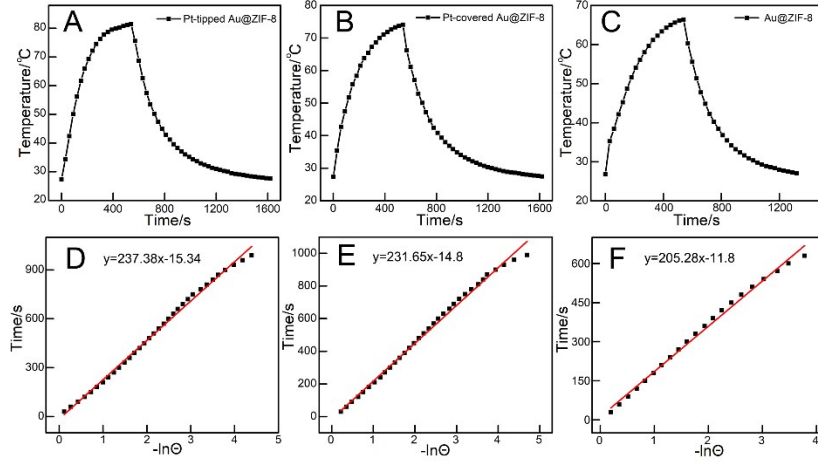 A
Pt-tipped Au@ZIF-8
Temperature/℃
90
80
70
60
50
40
30
20
0 400 800 1200 1600
Time/s
B
Pt-covered Au@ZIF-8
Temperature/℃
80
70
60
50
40
30
20
0 400 800 1200 1600
Time/s
C
Au@ZIF-8
Temperature/℃
70
60
50
40
30
20
0 400 800 1200
Time/s
D
y=237.38x-15.34
Time/s
900
600
300
0
0 1 2 3 4 5
-lnΘ
E
y=231.65x-14.8
Time/s
1000
800
600
400
200
0
0 1 2 3 4 5
-lnΘ
F
y=205.28x-11.8
Time/s
600
450
300
150
0
0 1 2 3 4
-lnΘ